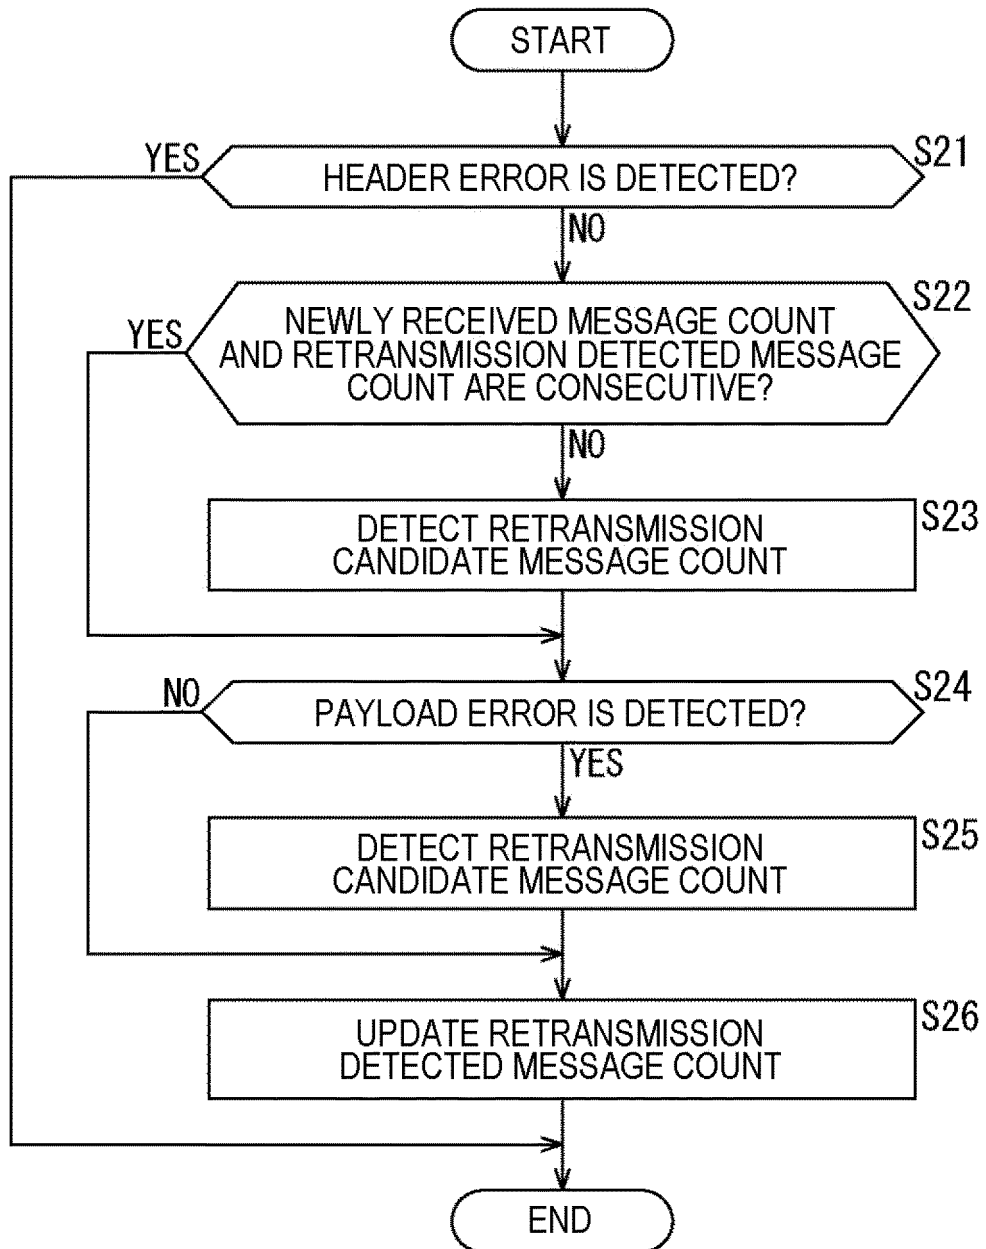 START
YES
HEADER ERROR IS DETECTED?
S21
NO
S22
YES
NEWLY RECEIVED MESSAGE COUNT
AND RETRANSMISSION DETECTED MESSAGE
COUNT ARE CONSECUTIVE?
NO
S23
DETECT RETRANSMISSION
CANDIDATE MESSAGE COUNT
NO
PAYLOAD ERROR IS DETECTED?
S24
YES
S25
DETECT RETRANSMISSION
CANDIDATE MESSAGE COUNT
S26
UPDATE RETRANSMISSION
DETECTED MESSAGE COUNT
END